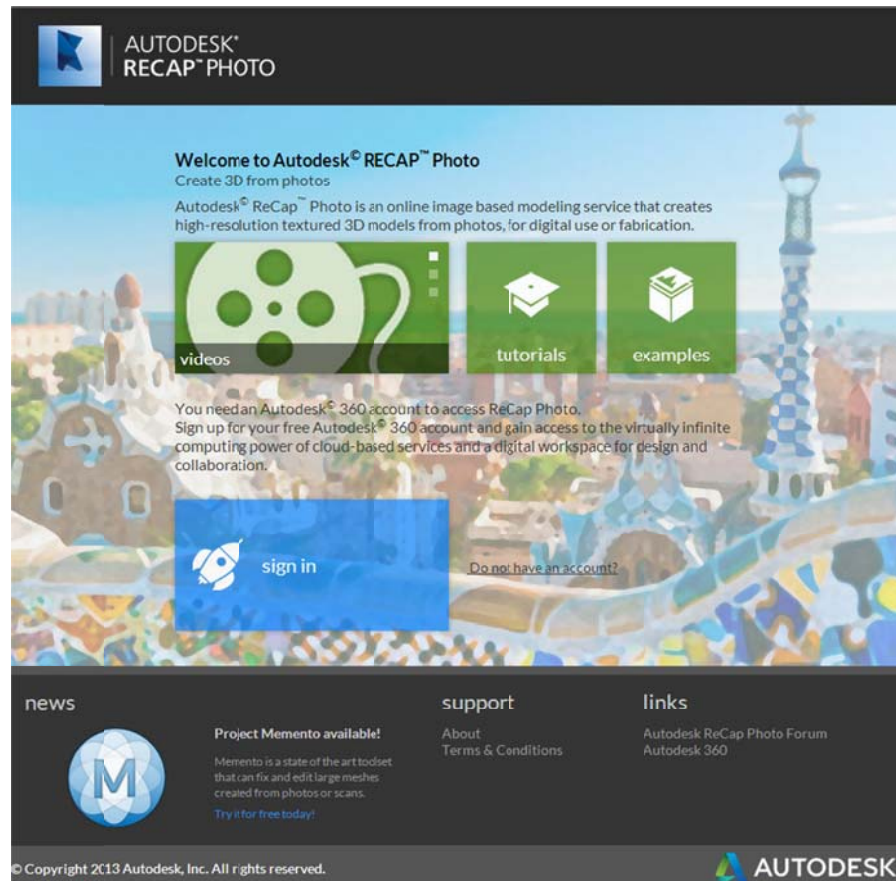 AUTODESK®
RECAP™ PHOTO
Welcome to Autodesk© RECAP™ Photo
Create 3D from photos
Autodesk© ReCap™ Photo is an online image based modeling service that creates
high-resolution textured 3D models from photos, for digital use or fabrication.
videos
tutorials
examples
You need an Autodesk© 360 account to access ReCap Photo.
Sign up for your free Autodesk© 360 account and gain access to the virtually infinite
computing power of cloud-based services and a digital workspace for design and
collaboration.
sign in
Do not have an account?
news
M
Project Memento available!
Memento is a state of the art toolset
that can fix and edit large meshes
created from photos or scans.
Try it for free today!
support
About
Terms & Conditions
links
Autodesk ReCap Photo Forum
Autodesk 360
© Copyright 2013 Autodesk, Inc. All rights reserved.
AUTODESK